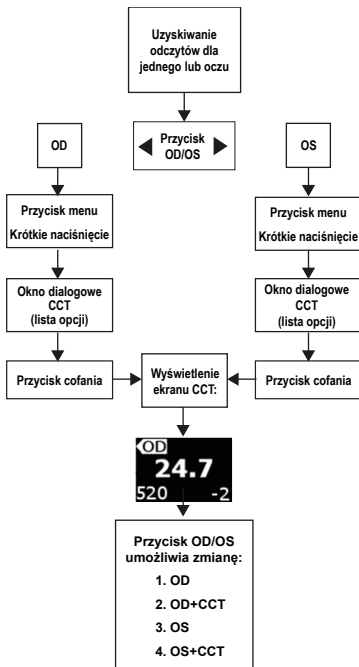 Uzyskiwanie
odczytów dla
jednego lub oczu
Przycisk
OD/OS
OD
Przycisk menu
Krótkie naciśnięcie
Okno dialogowe
CCT
(lista opcji)
Przycisk cofania
OS
Przycisk menu
Krótkie naciśnięcie
Okno dialogowe
CCT
(lista opcji)
Przycisk cofania
Wyświetlenie
ekranu CCT:
OD
24.7
520 -2
Przycisk OD/OS
umożliwia zmianę:
1. OD
2. OD+CCT
3. OS
4. OS+CCT